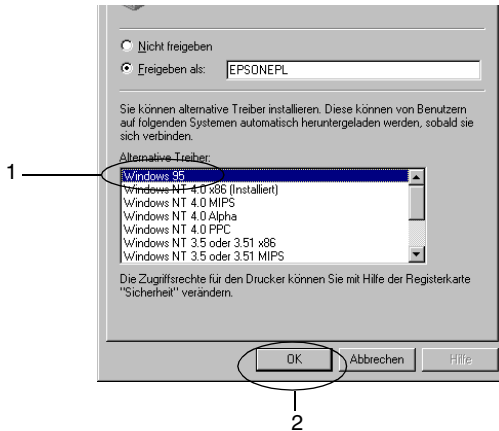 Nicht freigeben
Freigeben als: EPSONEPL
Sie können alternative Treiber installieren. Diese können von Benutzern
auf folgenden Systemen automatisch heruntergeladen werden, sobald sie
sich verbinden.
Alternative Treiber:
1
Windows 95
Windows NT 4.0 x86 (Installiert)
Windows NT 4.0 MIPS
Windows NT 4.0 Alpha
Windows NT 4.0 PPC
Windows NT 3.5 oder 3.51 x86
Windows NT 3.5 oder 3.51 MIPS
Die Zugriffsrechte für den Drucker können Sie mit Hilfe der Registerkarte
"Sicherheit" verändern.
OK Abbrechen Hilfe
2